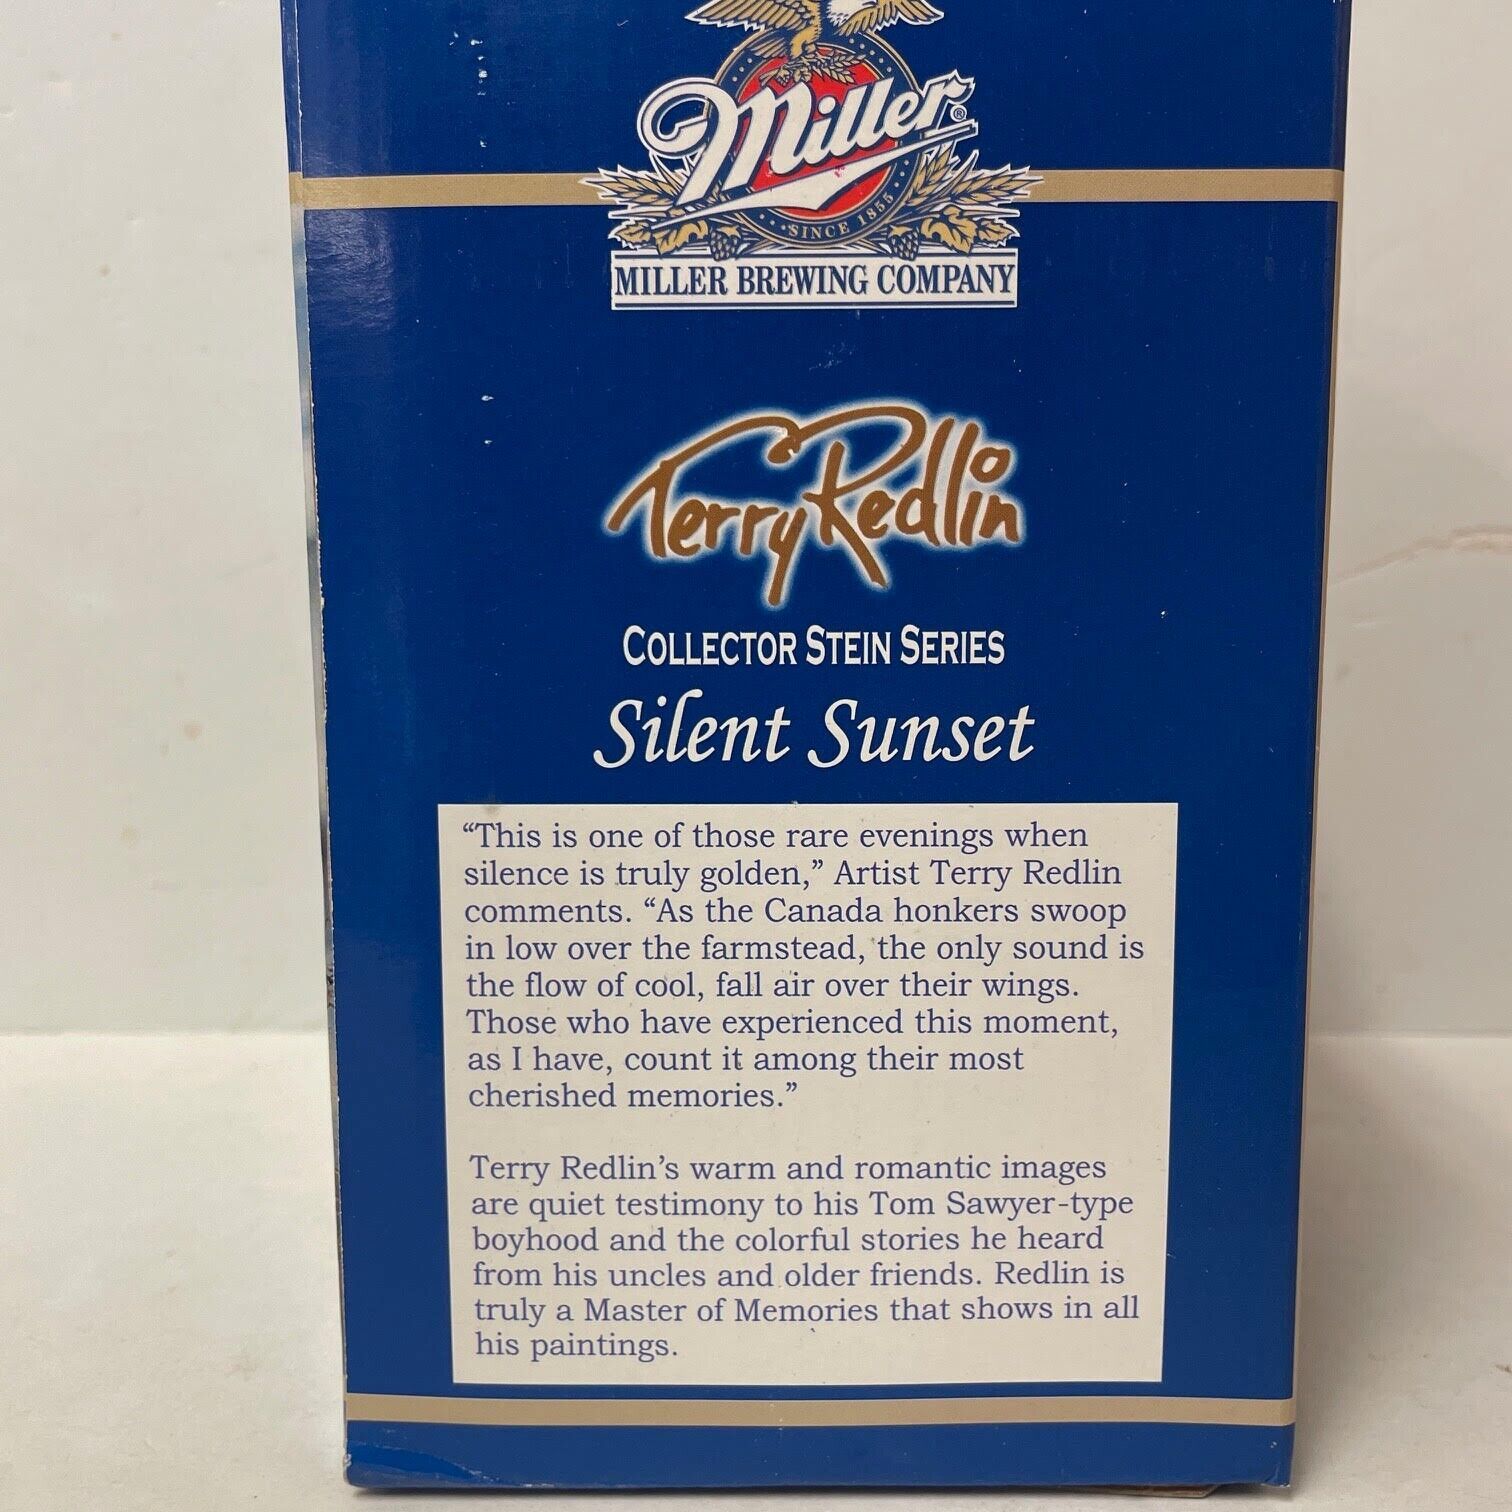 Miller®
SINCE 1855
MILLER BREWING COMPANY
Terry Redlin
COLLECTOR STEIN SERIES
Silent Sunset
“This is one of those rare evenings when
silence is truly golden,” Artist Terry Redlin
comments. “As the Canada honkers swoop
in low over the farmstead, the only sound is
the flow of cool, fall air over their wings.
Those who have experienced this moment,
as I have, count it among their most
cherished memories.”
Terry Redlin’s warm and romantic images
are quiet testimony to his Tom Sawyer-type
boyhood and the colorful stories he heard
from his uncles and older friends. Redlin is
truly a Master of Memories that shows in all
his paintings.